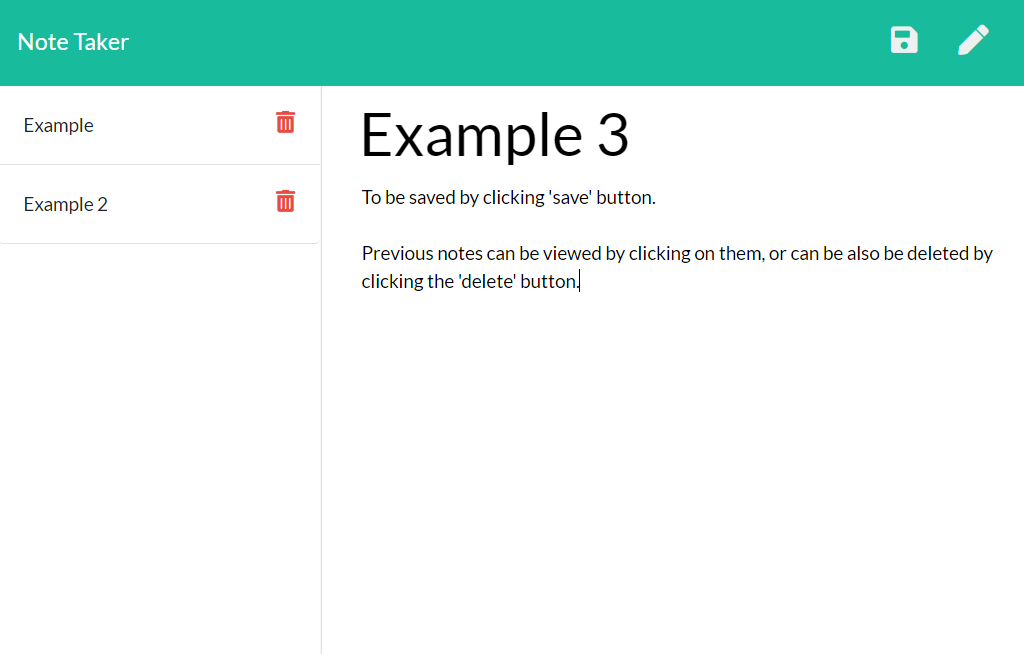 Note Taker
Example
Example 2
Example 3
To be saved by clicking 'save' button.
Previous notes can be viewed by clicking on them, or can be also be deleted by
clicking the 'delete' button.